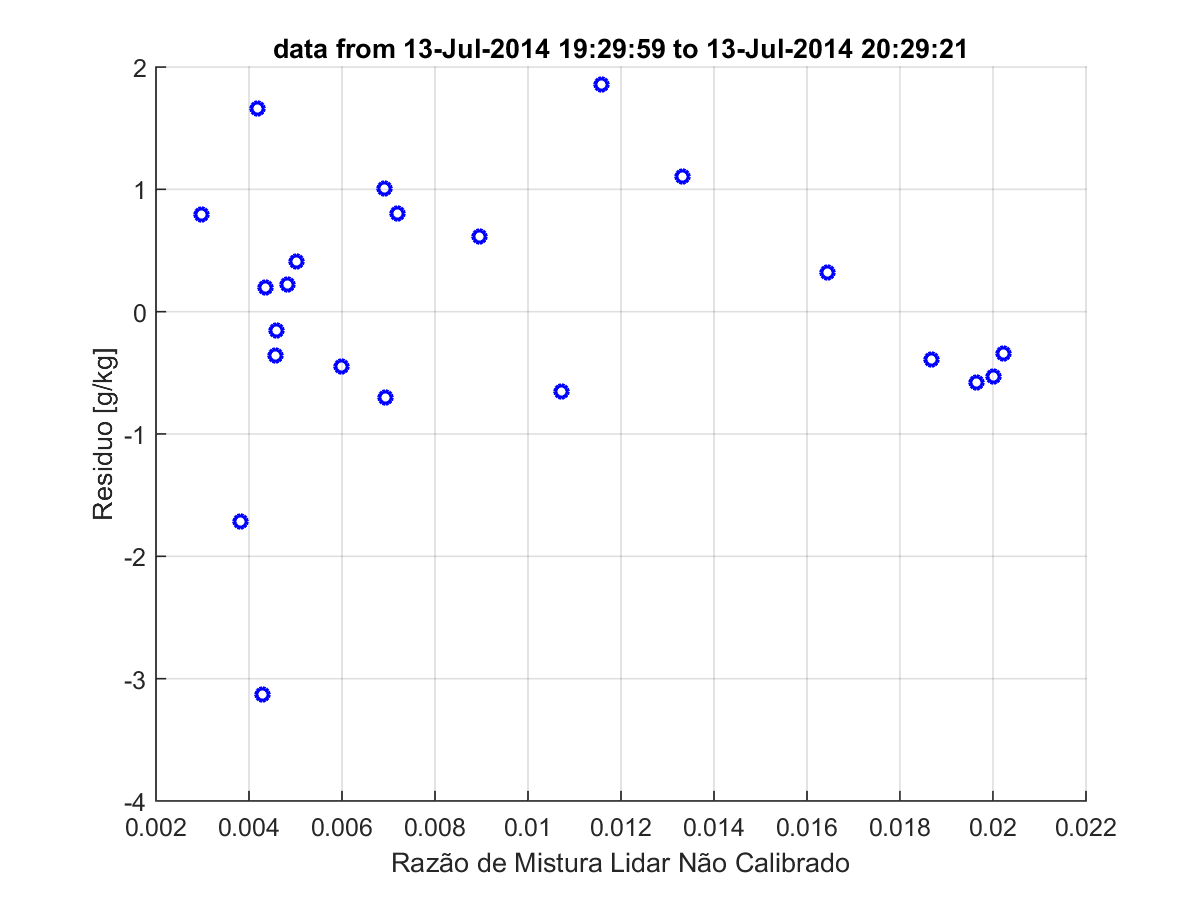 data from 13-Jul-2014 19:29:59 to 13-Jul-2014 20:29:21
2
1
0
-1
-2
-3
-4
Residuo [g/kg]
0.002 0.004 0.006 0.008 0.01 0.012 0.014 0.016 0.018 0.02 0.022
Razão de Mistura Lidar Não Calibrado